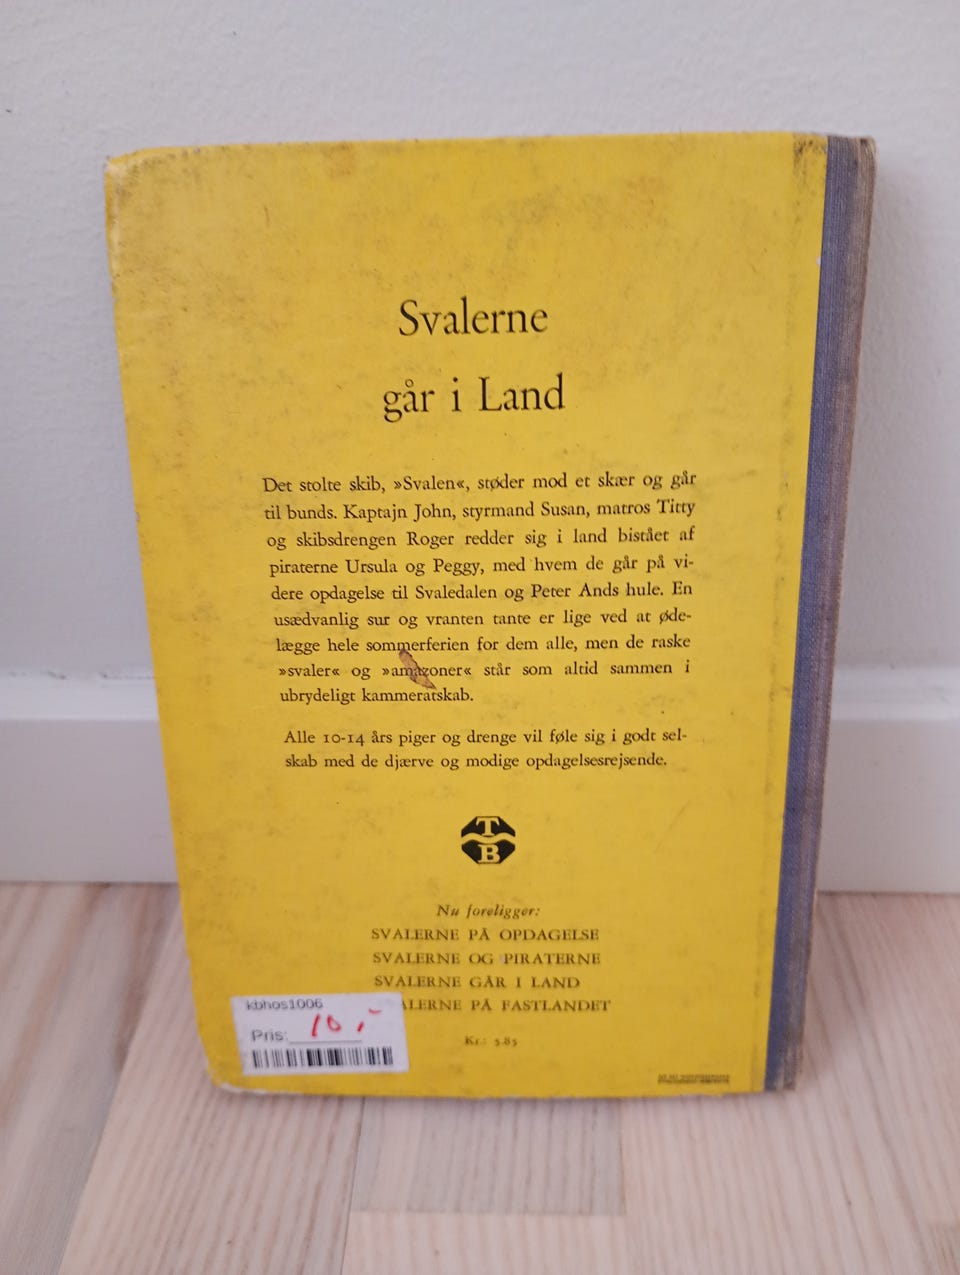 Svalerne
går i Land
Det stolte skib, »Svalen«, støder mod et skær og går
til bunds. Kaptajn John, styrmand Susan, matros Titty
og skibsdrengen Roger redder sig i land bistået af
piraterne Ursula og Peggy, med hvem de går på vi-
dere opdagelse til Svaledalen og Peter Ands hule. En
usædvanlig sur og vranten tante er lige ved at øde-
lægge hele sommerferien for dem alle, men de raske
»svaler« og »amazoner« står som altid sammen i
ubrydeligt kammeratskab.
Alle 10-14 års piger og drenge vil føle sig i godt sel-
skab med de djærve og modige opdagelsesrejsende.
T
B
Nu foreligger:
SVALERNE PÅ OPDAGELSE
SVALERNE OG PIRATERNE
SVALERNE GÅR I LAND
ALERNE PÅ FASTLANDET
Kr.: 5.85
kbhos1006
Pris: 10,-